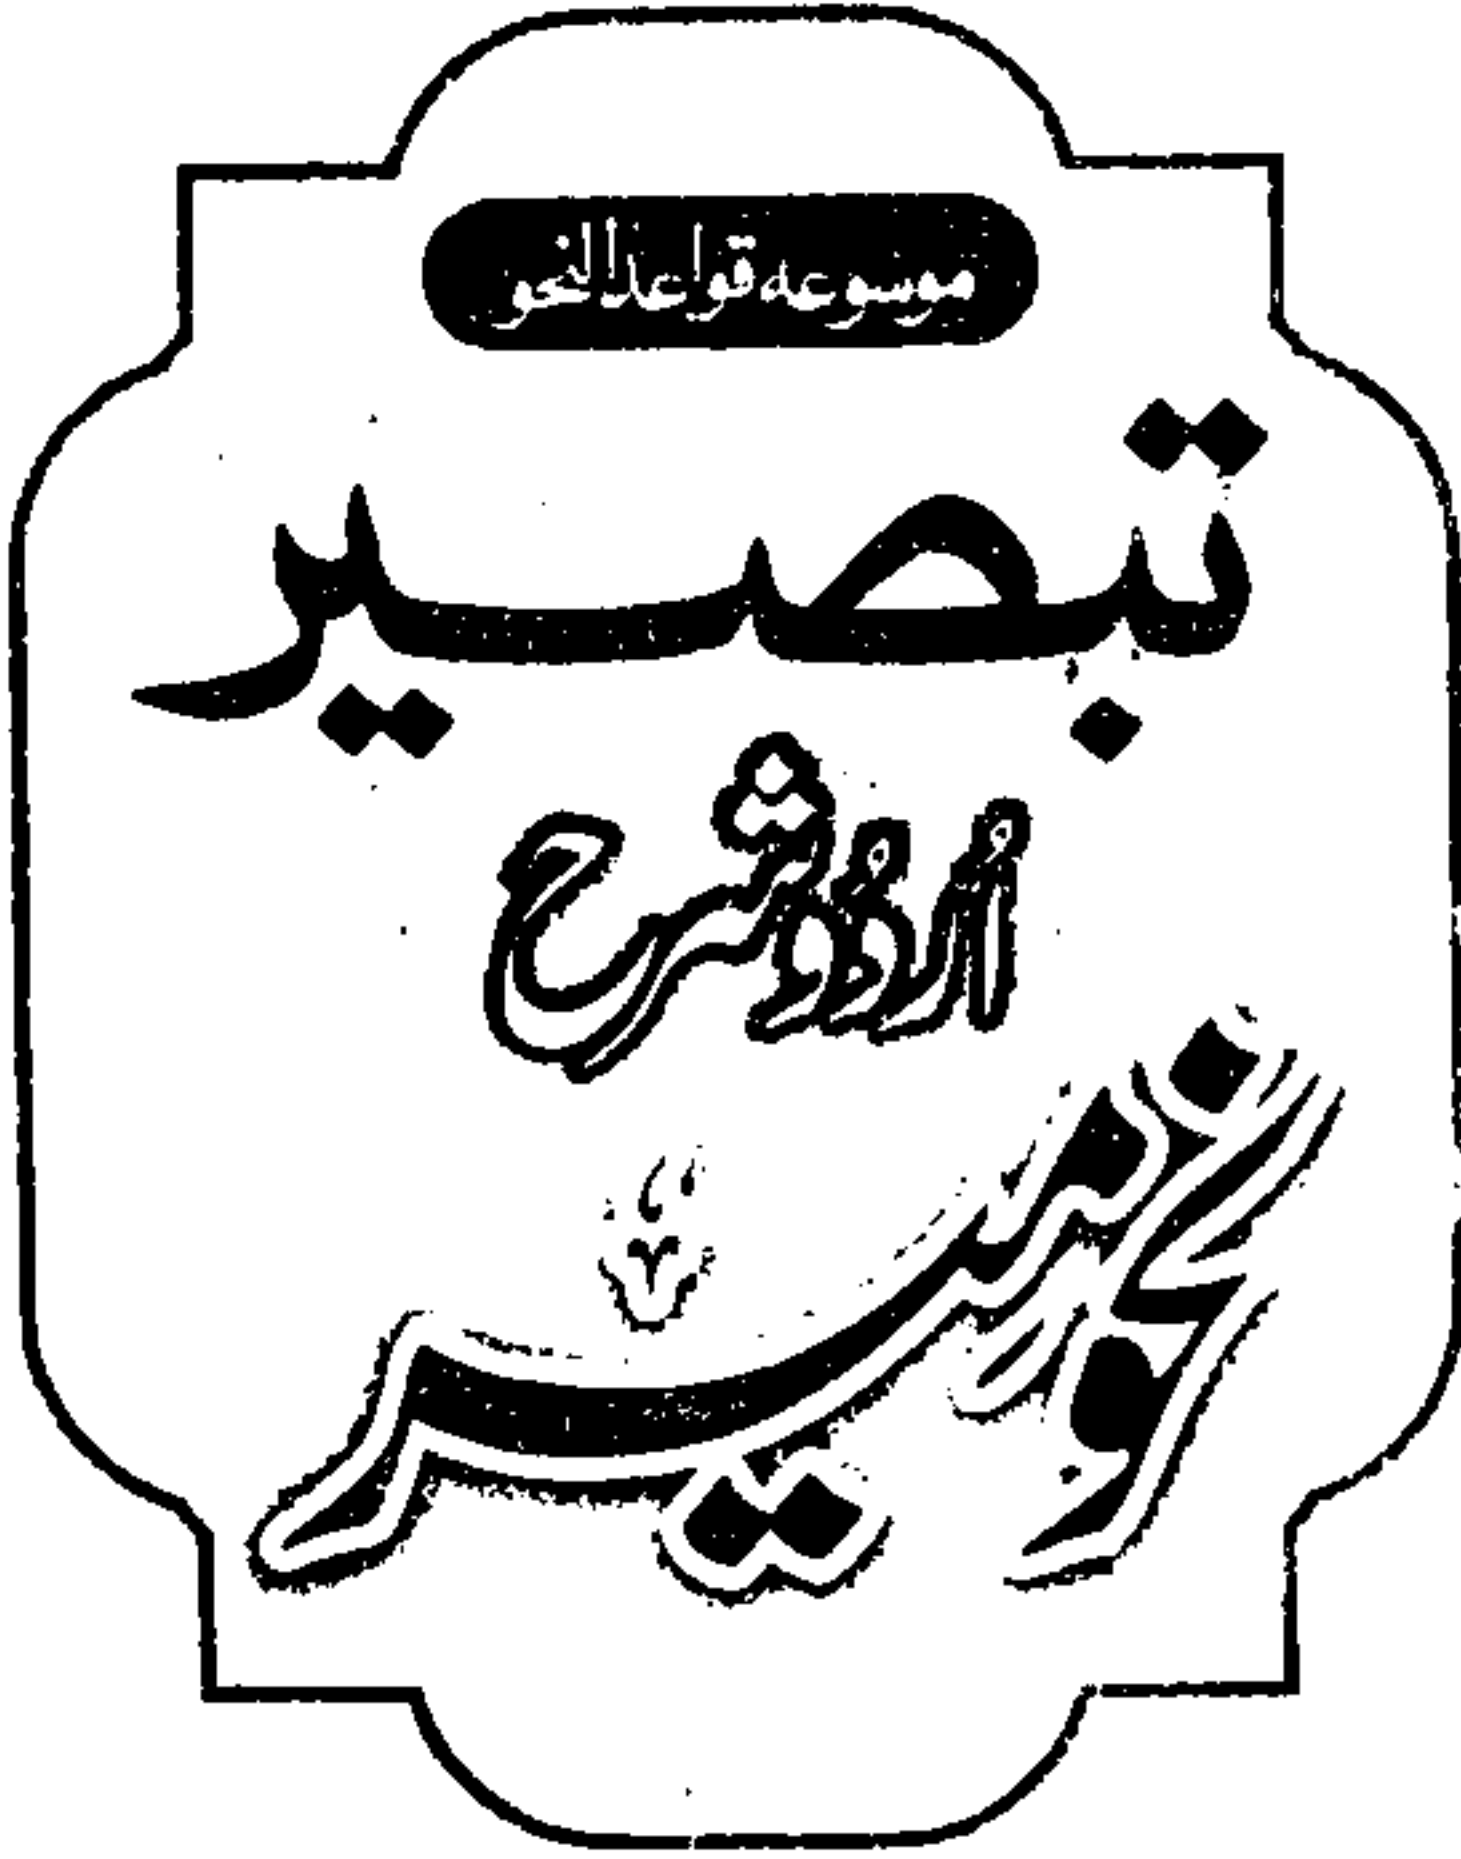 موسوعه قواعد النحو
تبصیر
اردو شرح
نحو میر